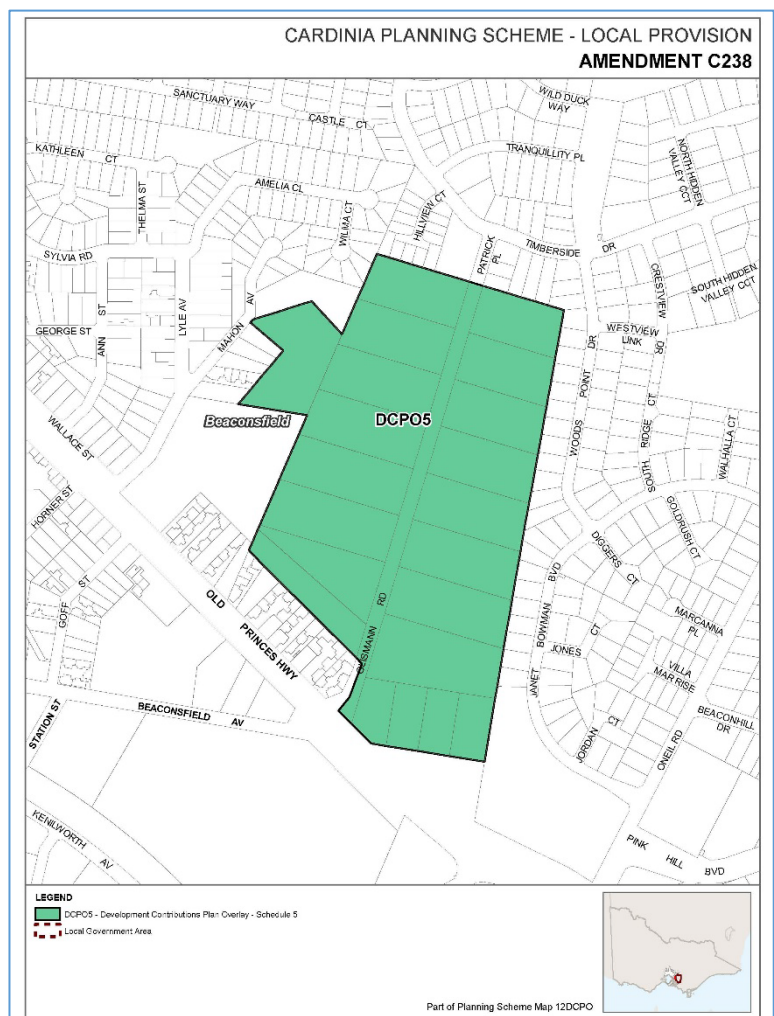 CARDINIA PLANNING SCHEME - LOCAL PROVISION
AMENDMENT C238
SANCTUARY WAY
CASTLE CT
WILD DUCK
WAY
KATHLEEN CT
THELMA ST
AMELIA CL
TRANQUILLITY PL
NORTH HIDDEN
VALLEY CCT
HILLVIEW CT
WILMA CT
PATRICK
PL
TIMBERSIDE DR
SYLVIA RD
CRESTVIEW
DR
SOUTH HIDDEN
VALLEY CCT
ANN ST
LYLE AV
MAHON AV
GEORGE ST
WESTVIEW
LINK
WOODS POINT DR
Beaconsfield
DCPO5
WALLACE ST
SOUTH RIDGE CT
WALHALLA CT
HORNER ST
GOLDRUSH CT
GOFF ST
DIGGERS CT
OLD PRINCES HWY
RD
JANET BOWMAN BVD
MARCANNA
PL
JONES CT
VILLA
MAR RISE
STATION ST
BEACONSFIELD AV
BEACONHILL
DR
JORDAN CT
ONEIL RD
KENILWORTH AV
PINK HILL BVD
LEGEND
DCPO5 - Development Contributions Plan Overlay - Schedule 5
Local Government Area
Part of Planning Scheme Map 12DCPO